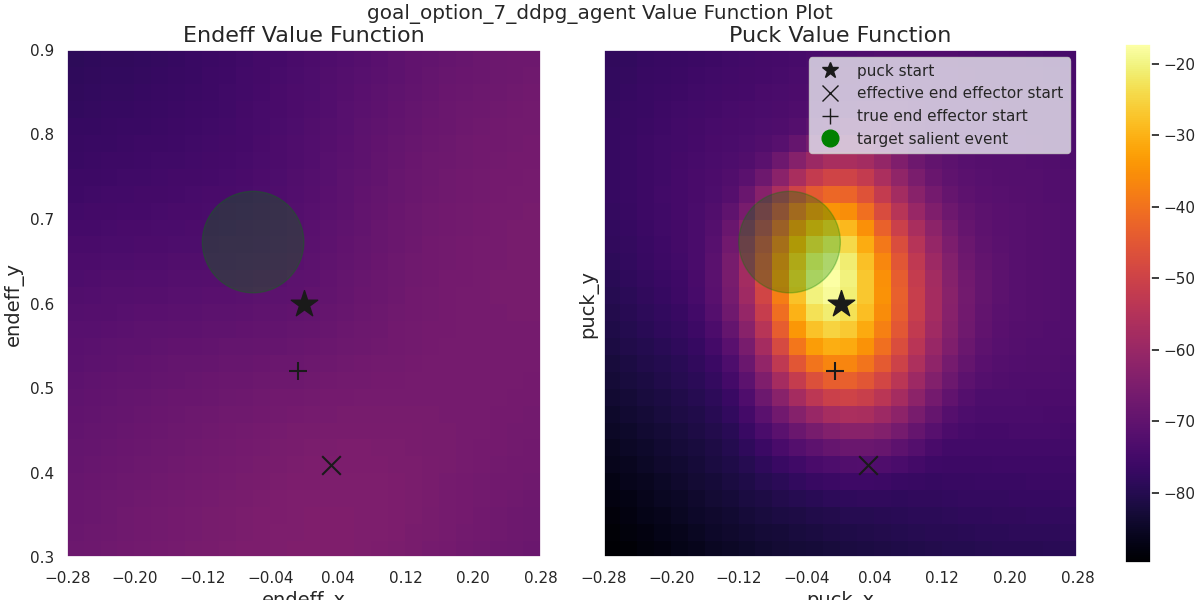 goal_option_7_ddpg_agent Value Function Plot
Endeff Value Function
Puck Value Function
0.9
0.8
0.7
0.6
0.5
0.4
0.3
endeff_y
−0.28 −0.20 −0.12 −0.04 0.04 0.12 0.20 0.28
endeff_x
puck_y
puck start
effective end effector start
true end effector start
target salient event
−0.28 −0.20 −0.12 −0.04 0.04 0.12 0.20 0.28
puck_x
−20
−30
−40
−50
−60
−70
−80